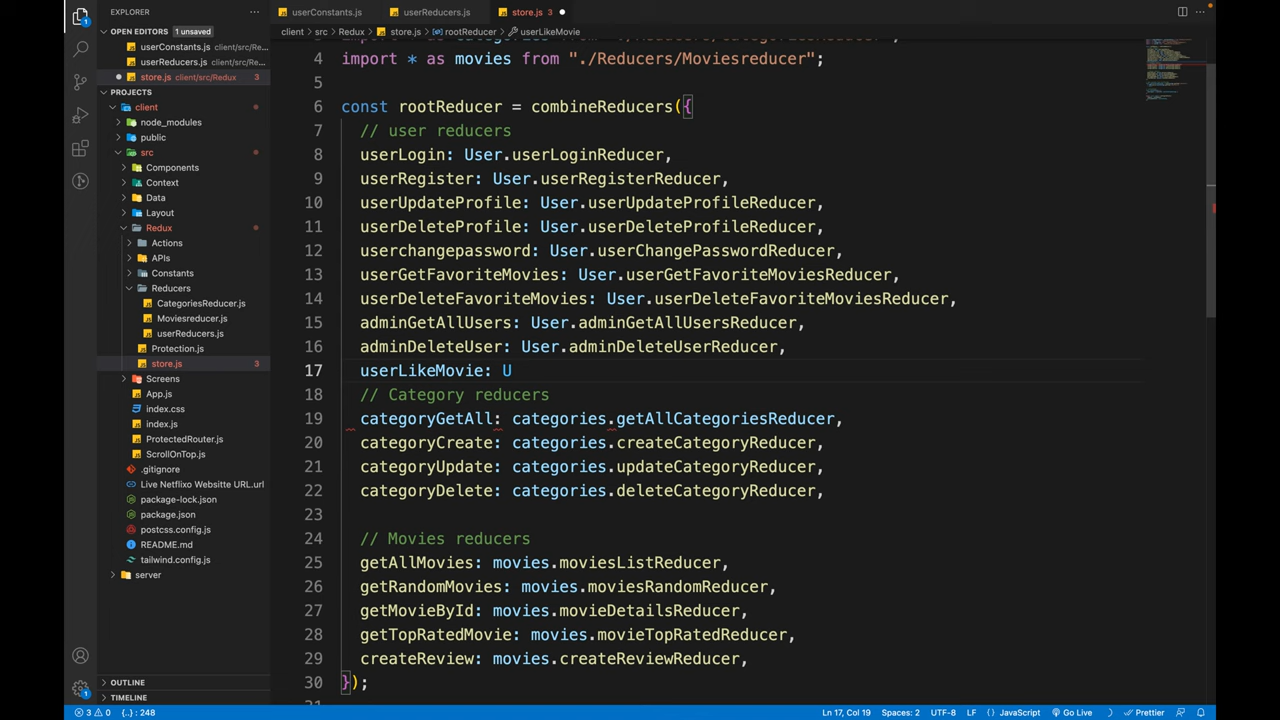 EXPLORER
userConstants.js
userReducers.js
store.js 3
OPEN EDITORS 1 unsaved
client > src > Redux > store.js > rootReducer > userLikeMovie
userConstants.js client/src/Re...
userReducers.js client/src/Re...
store.js client/src/Redux 3
PROJECTS
client
node_modules
public
src
Components
Context
Data
Layout
Redux
Actions
APIs
Constants
Reducers
CategoriesReducer.js
Moviesreducer.js
userReducers.js
Protection.js
store.js 3
Screens
App.js
index.css
index.js
ProtectedRouter.js
ScrollOnTop.js
.gitignore
Live Netflixo Websitte URL.url
package-lock.json
package.json
postcss.config.js
README.md
tailwind.config.js
server
OUTLINE
TIMELINE
4 import * as movies from "./Reducers/Moviesreducer";
5
6 const rootReducer = combineReducers({
7 // user reducers
8 userLogin: User.userLoginReducer,
9 userRegister: User.userRegisterReducer,
10 userUpdateProfile: User.userUpdateProfileReducer,
11 userDeleteProfile: User.userDeleteProfileReducer,
12 userchangepassword: User.userChangePasswordReducer,
13 userGetFavoriteMovies: User.userGetFavoriteMoviesReducer,
14 userDeleteFavoriteMovies: User.userDeleteFavoriteMoviesReducer,
15 adminGetAllUsers: User.adminGetAllUsersReducer,
16 adminDeleteUser: User.adminDeleteUserReducer,
17 userLikeMovie: U
18 // Category reducers
19 categoryGetAll: categories.getAllCategoriesReducer,
20 categoryCreate: categories.createCategoryReducer,
21 categoryUpdate: categories.updateCategoryReducer,
22 categoryDelete: categories.deleteCategoryReducer,
23
24 // Movies reducers
25 getAllMovies: movies.moviesListReducer,
26 getRandomMovies: movies.moviesRandomReducer,
27 getMovieById: movies.movieDetailsReducer,
28 getTopRatedMovie: movies.movieTopRatedReducer,
29 createReview: movies.createReviewReducer,
30 });
3 0 {..} : 248 Ln 17, Col 19 Spaces: 2 UTF-8 LF {} JavaScript Go Live Prettier